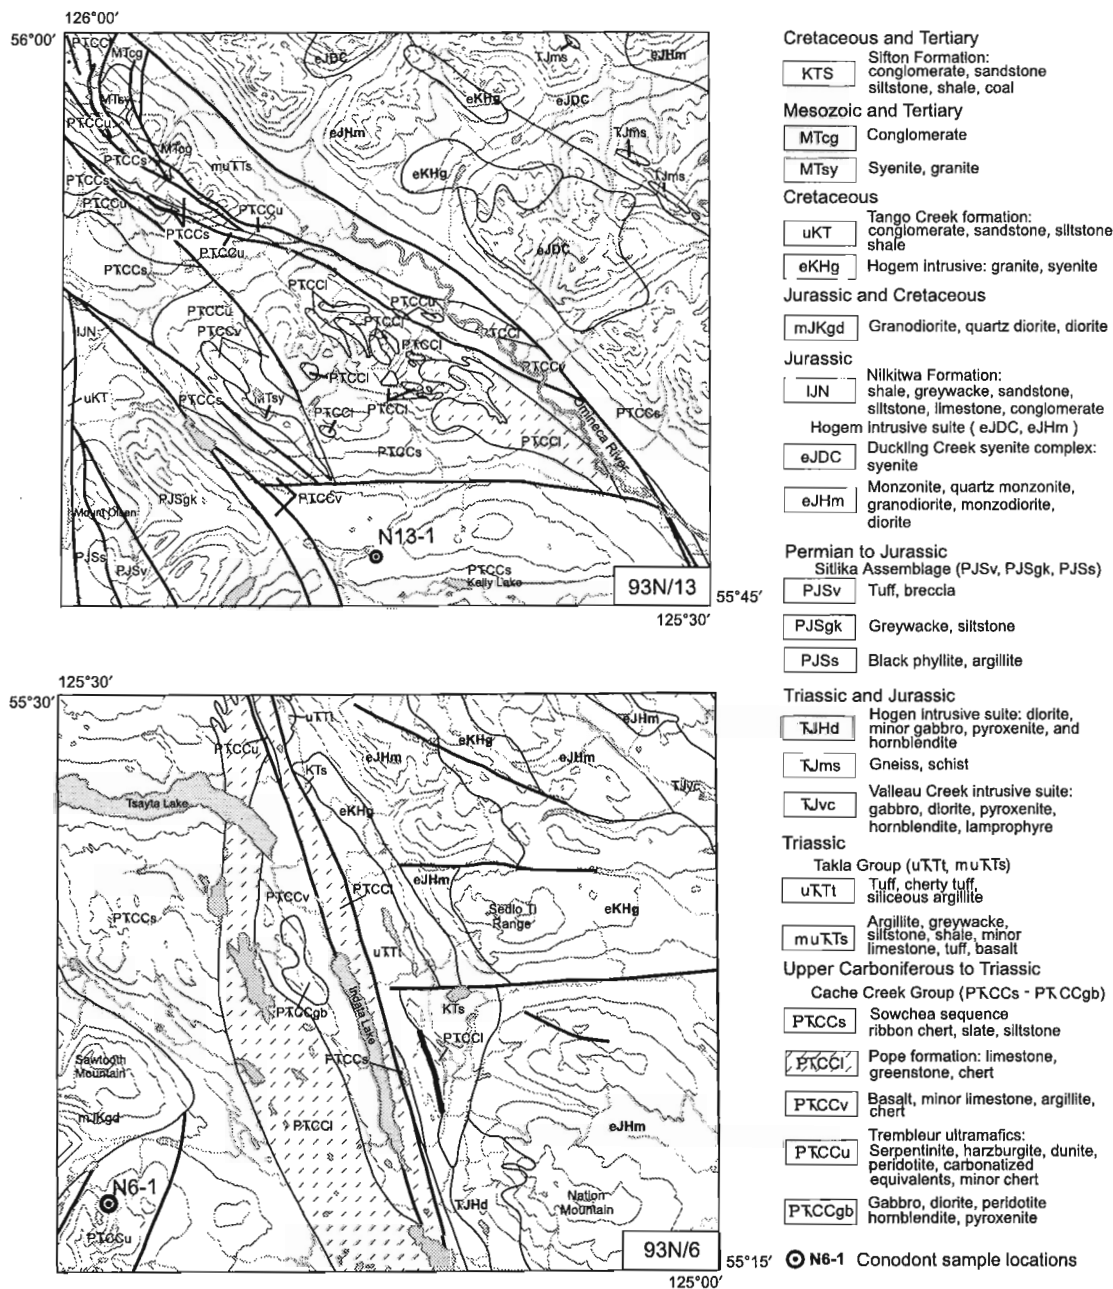 126°00'
56°00'
PTCCl
MTcg
eJDC
TJms
eJHm
MTsy
eKHg
eJDC
PTCCu
eJHm
TJms
MTcg
PTCCs
muTTs
eKHg
TJms
PTCCs
PTCCu
PTCCu
PTCCs
PTCCu
eJDC
PTCCs
PTCCl
PTCCu
PTCCu
PTCCl
PTCCv
IJN
PTCCl
PTCCl
PTCCv
uKT
PTCCs
MTsy
PTCCl
PTCCl
PTCCl
Omineca River
PTCCs
PTCCl
PTCCs
PJSgk
PTCCv
Mount Olsen
N13-1
PJSs
PJSv
PTCCs
Kelly Lake
93N/13
55°45'
125°30'
125°30'
55°30'
uTTt
eJHm
PTCCu
eKHg
eJHm
eJHm
KTs
TJvc
Tsayta Lake
eKHg
PTCCv
PTCCl
eJHm
PTCCs
eKHg
Range
uTTt
Indata Lake
PTCCgb
KTs
PTCCl
PTCCs
Sawtooth
Mountain
mJKgd
PTCCl
eJHm
N6-1
TJHd
Nation
Mountain
PTCCu
93N/6
55°15'
125°00'
Cretaceous and Tertiary
KTS Sifton Formation:
conglomerate, sandstone
siltstone, shale, coal
Mesozoic and Tertiary
MTcg Conglomerate
MTsy Syenite, granite
Cretaceous
uKT Tango Creek formation:
conglomerate, sandstone, siltstone
shale
eKHg Hogem intrusive: granite, syenite
Jurassic and Cretaceous
mJKgd Granodiorite, quartz diorite, diorite
Jurassic
IJN Nilkitwa Formation:
shale, greywacke, sandstone,
siltstone, limestone, conglomerate
Hogem intrusive suite ( eJDC, eJHm )
eJDC Duckling Creek syenite complex:
syenite
eJHm Monzonite, quartz monzonite,
granodiorite, monzodiorite,
diorite
Permian to Jurassic
Sitlika Assemblage (PJSv, PJSgk, PJSs)
PJSv Tuff, breccia
PJSgk Greywacke, siltstone
PJSs Black phyllite, argillite
Triassic and Jurassic
TJHd Hogen intrusive suite: diorite,
minor gabbro, pyroxenite, and
hornblendite
TJms Gneiss, schist
TJvc Valleau Creek intrusive suite:
gabbro, diorite, pyroxenite,
hornblendite, lamprophyre
Triassic
Takla Group (uTTt, muTTs)
uTTt Tuff, cherty tuff,
siliceous argillite
muTTs Argillite, greywacke,
siltstone, shale, minor
limestone, tuff, basalt
Upper Carboniferous to Triassic
Cache Creek Group (PTCCs - PTCCgb)
PTCCs Sowchea sequence
ribbon chert, slate, siltstone
PTCCl Pope formation: limestone,
greenstone, chert
PTCCv Basalt, minor limestone, argillite,
chert
PTCCu Trembleur ultramafics:
Serpentinite, harzburgite, dunite,
peridotite, carbonatized
equivalents, minor chert
PTCCgb Gabbro, diorite, peridotite
hornblendite, pyroxenite
N6-1 Conodont sample locations